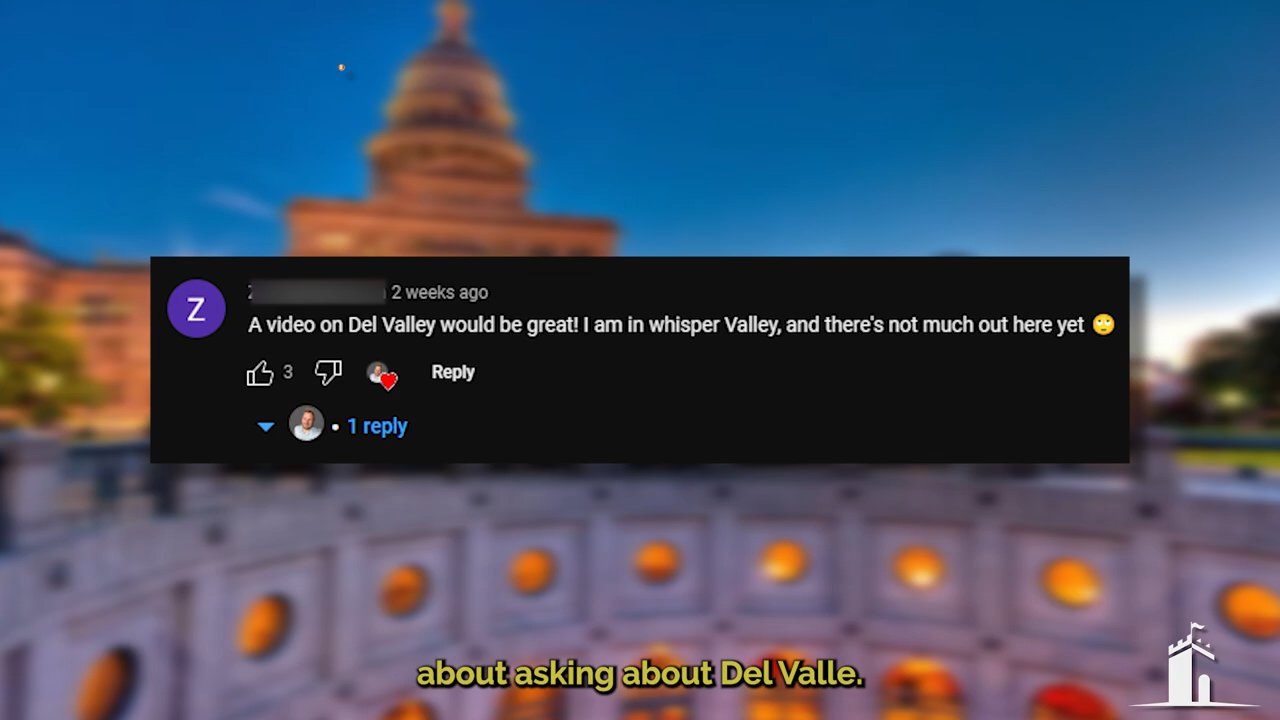 Z
2 weeks ago
A video on Del Valley would be great! I am in whisper Valley, and there's not much out here yet 🙄
3
Reply
• 1 reply
about asking about Del Valle.